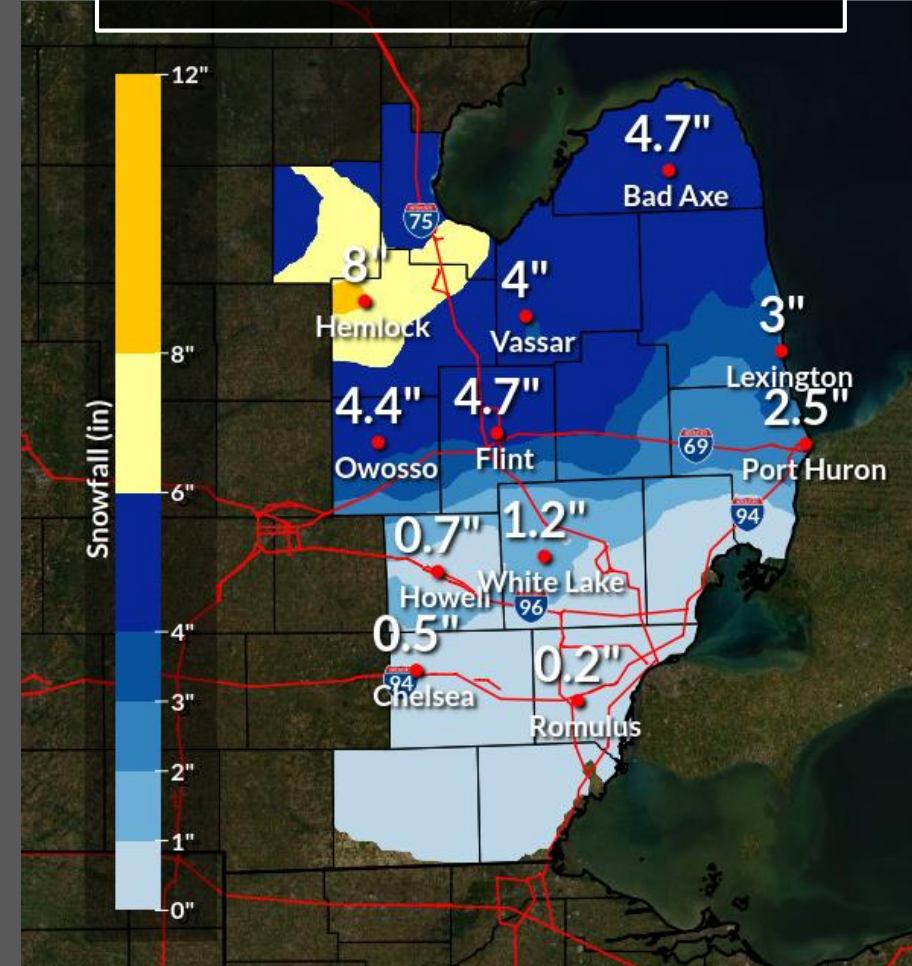 12"
4.7"
Bad Axe
75
8"
Hemlock
4"
Vassar
3"
Lexington
8"
4.4"
Owosso
4.7"
Flint
2.5"
Port Huron
69
Snowfall (in)
6"
94
0.7"
Howell
1.2"
White Lake
96
4"
0.5"
94
Chelsea
0.2"
Romulus
3"
2"
1"
0"